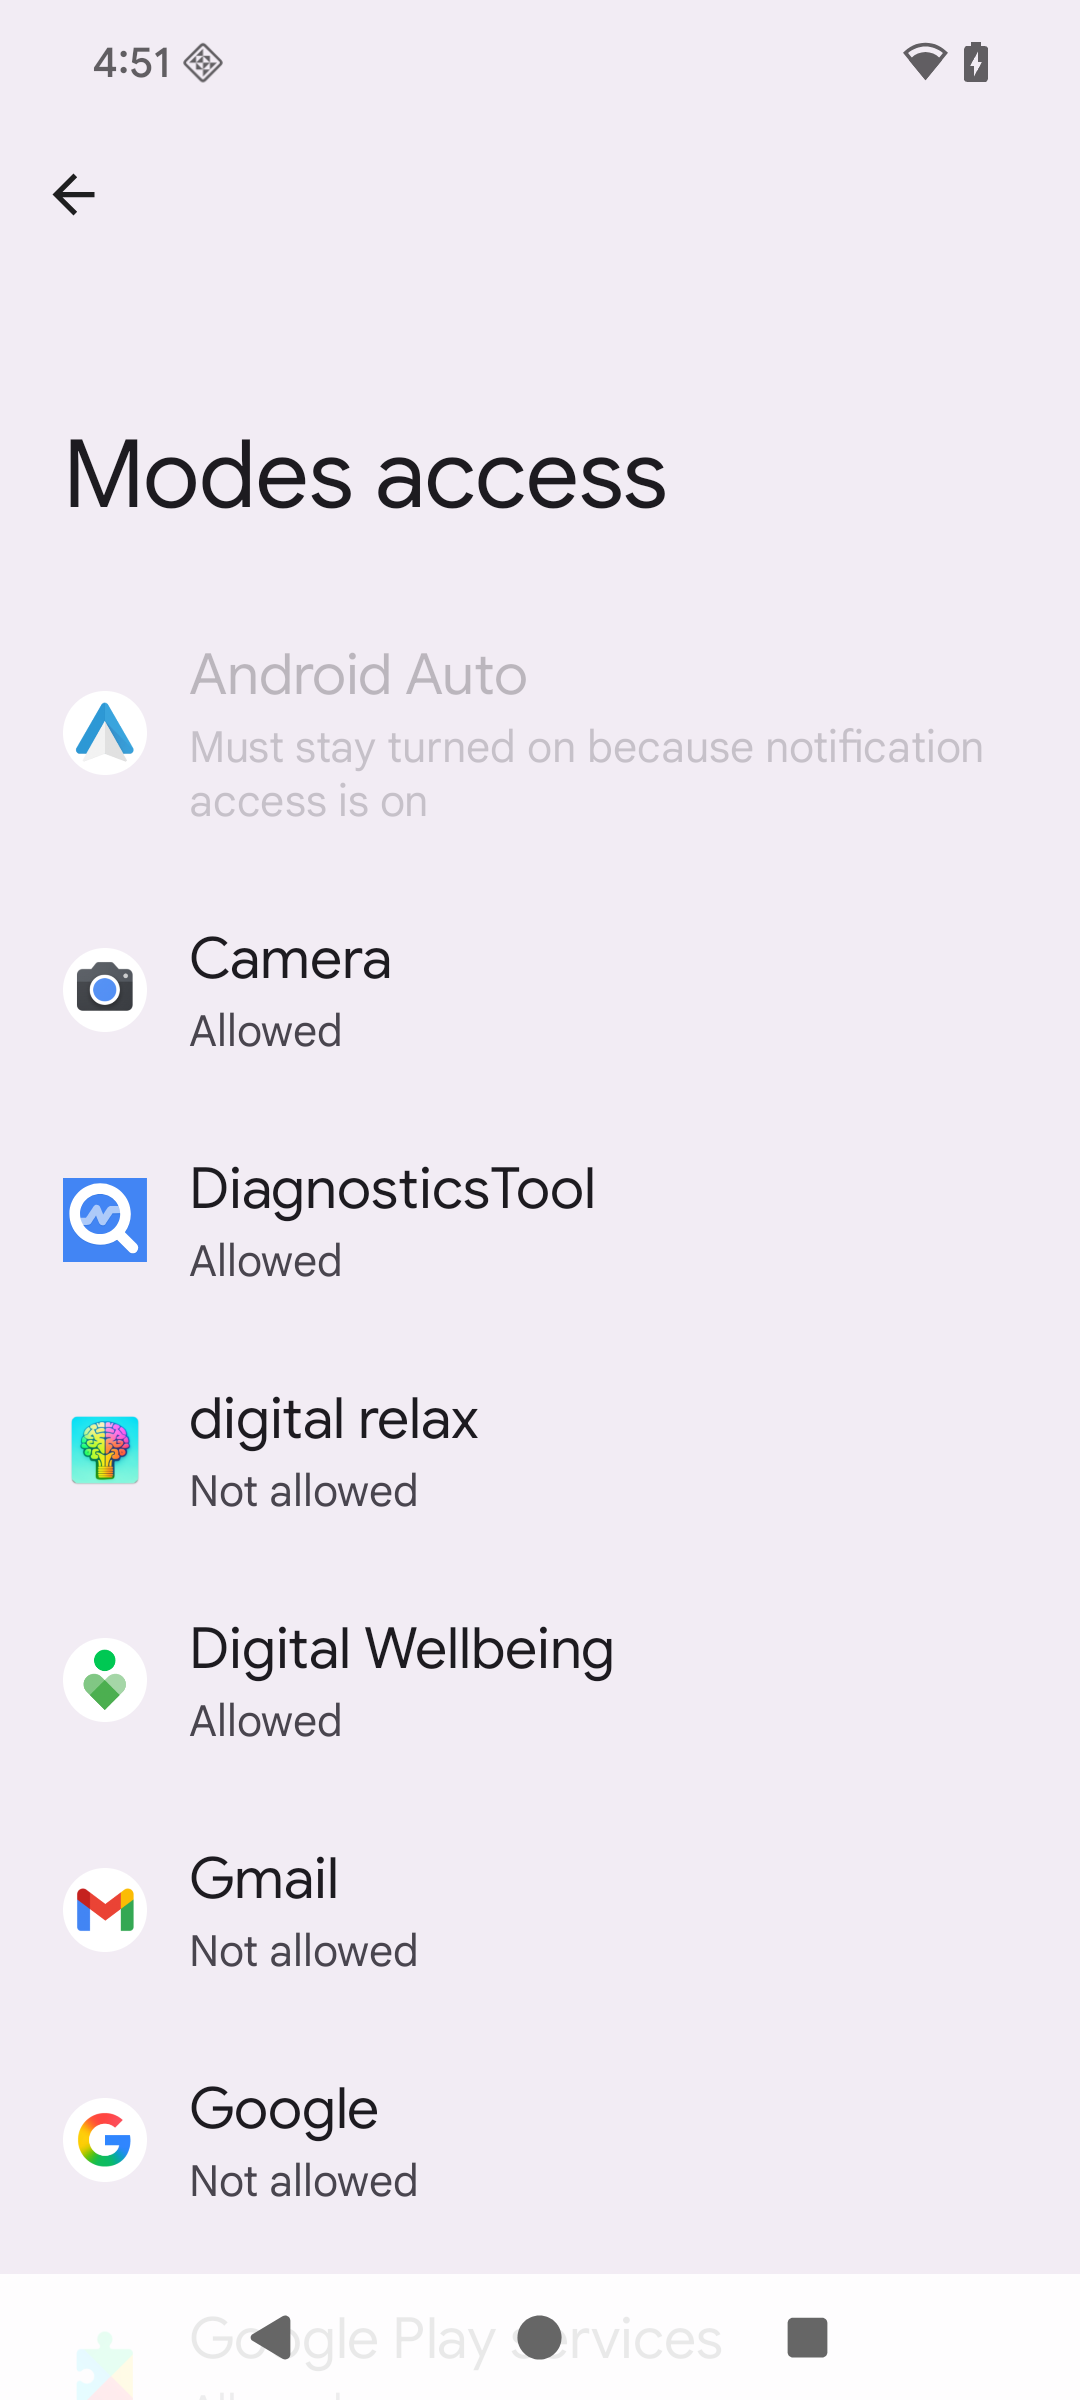 4:51
Modes access
Android Auto
Must stay turned on because notification
access is on
Camera
Allowed
DiagnosticsTool
Allowed
digital relax
Not allowed
Digital Wellbeing
Allowed
Gmail
Not allowed
Google
Not allowed
Google Play services
Allowed